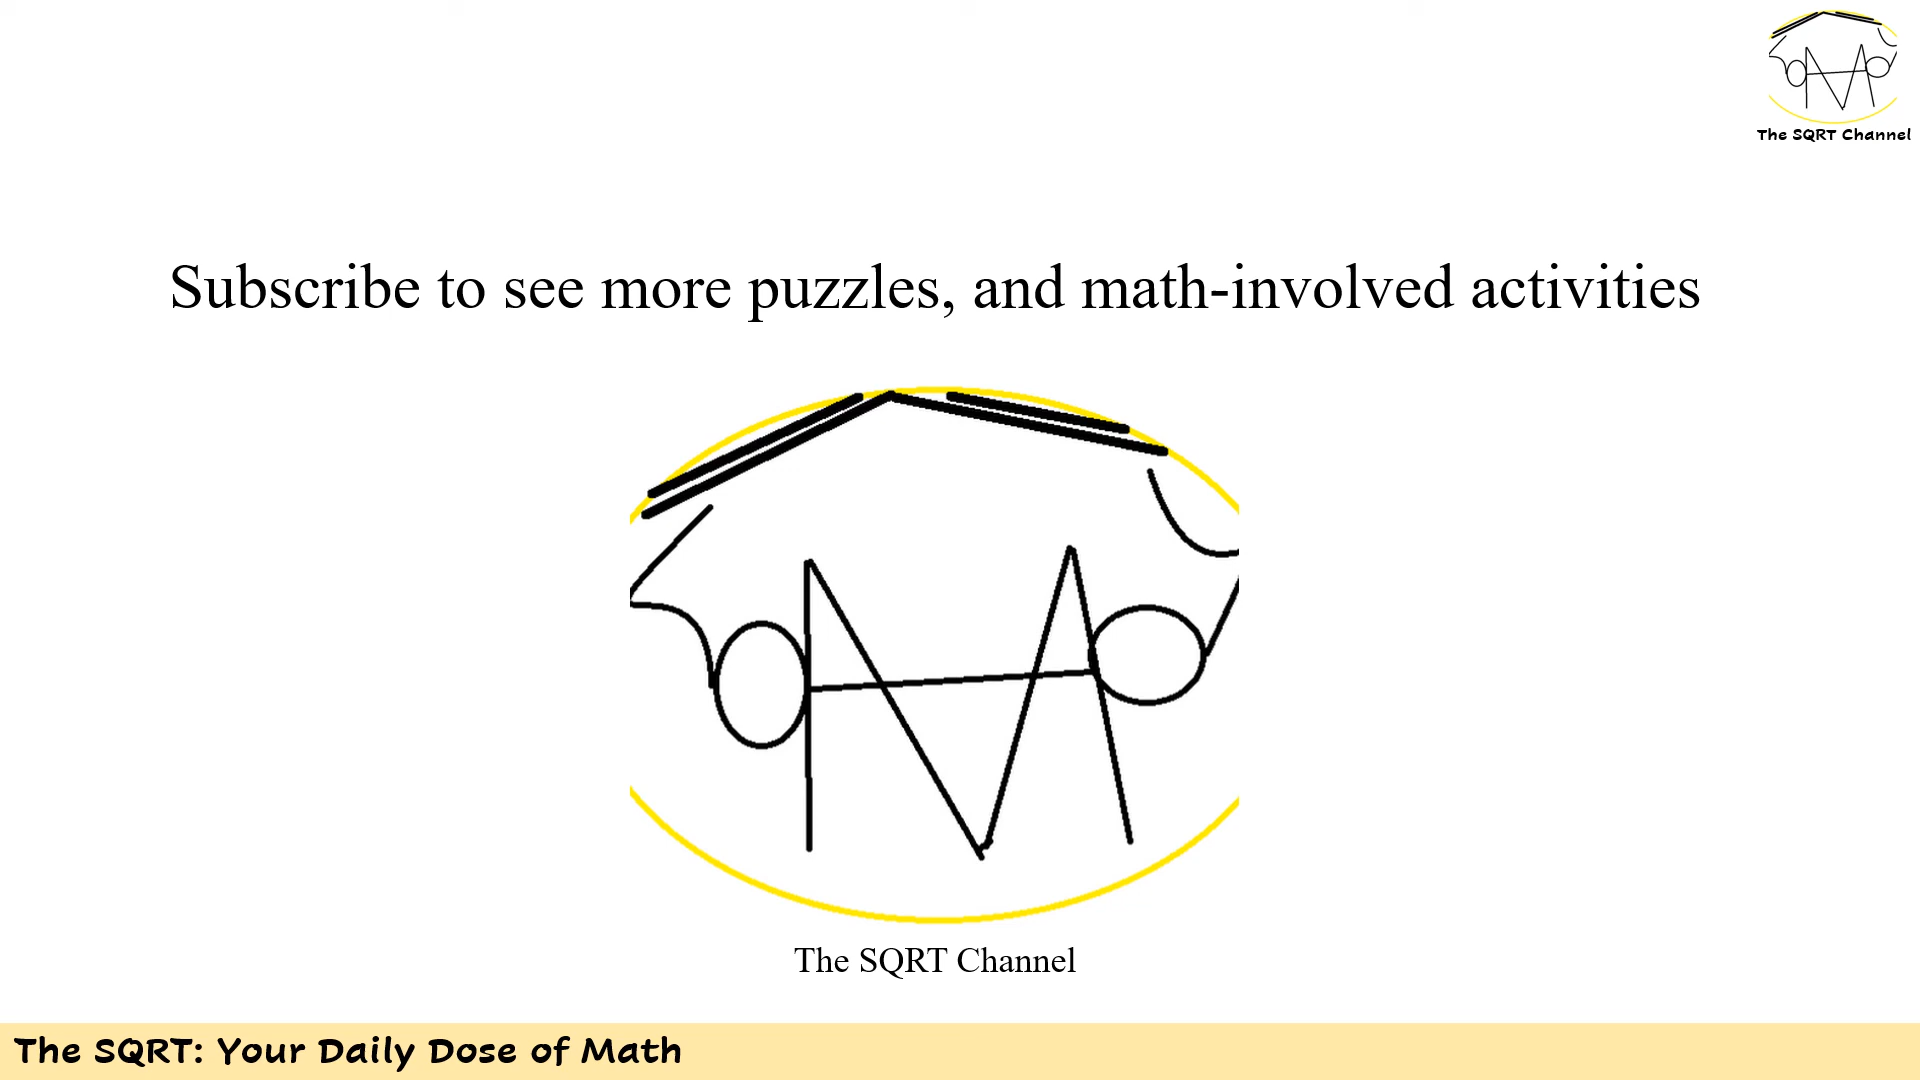 The SQRT Channel
Subscribe to see more puzzles, and math-involved activities
The SQRT Channel
The SQRT: Your Daily Dose of Math